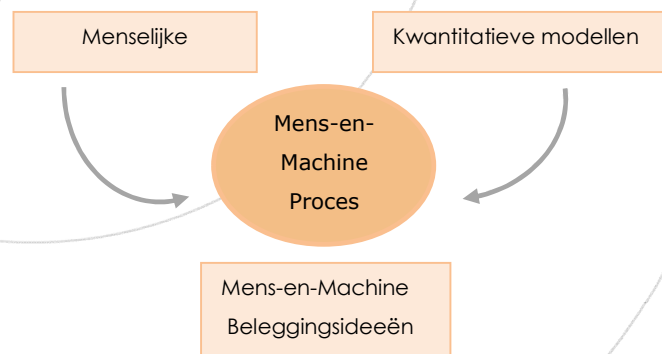 Menselijke
Kwantitatieve modellen
Mens-en-
Machine
Proces
Mens-en-Machine
Beleggingsideeën